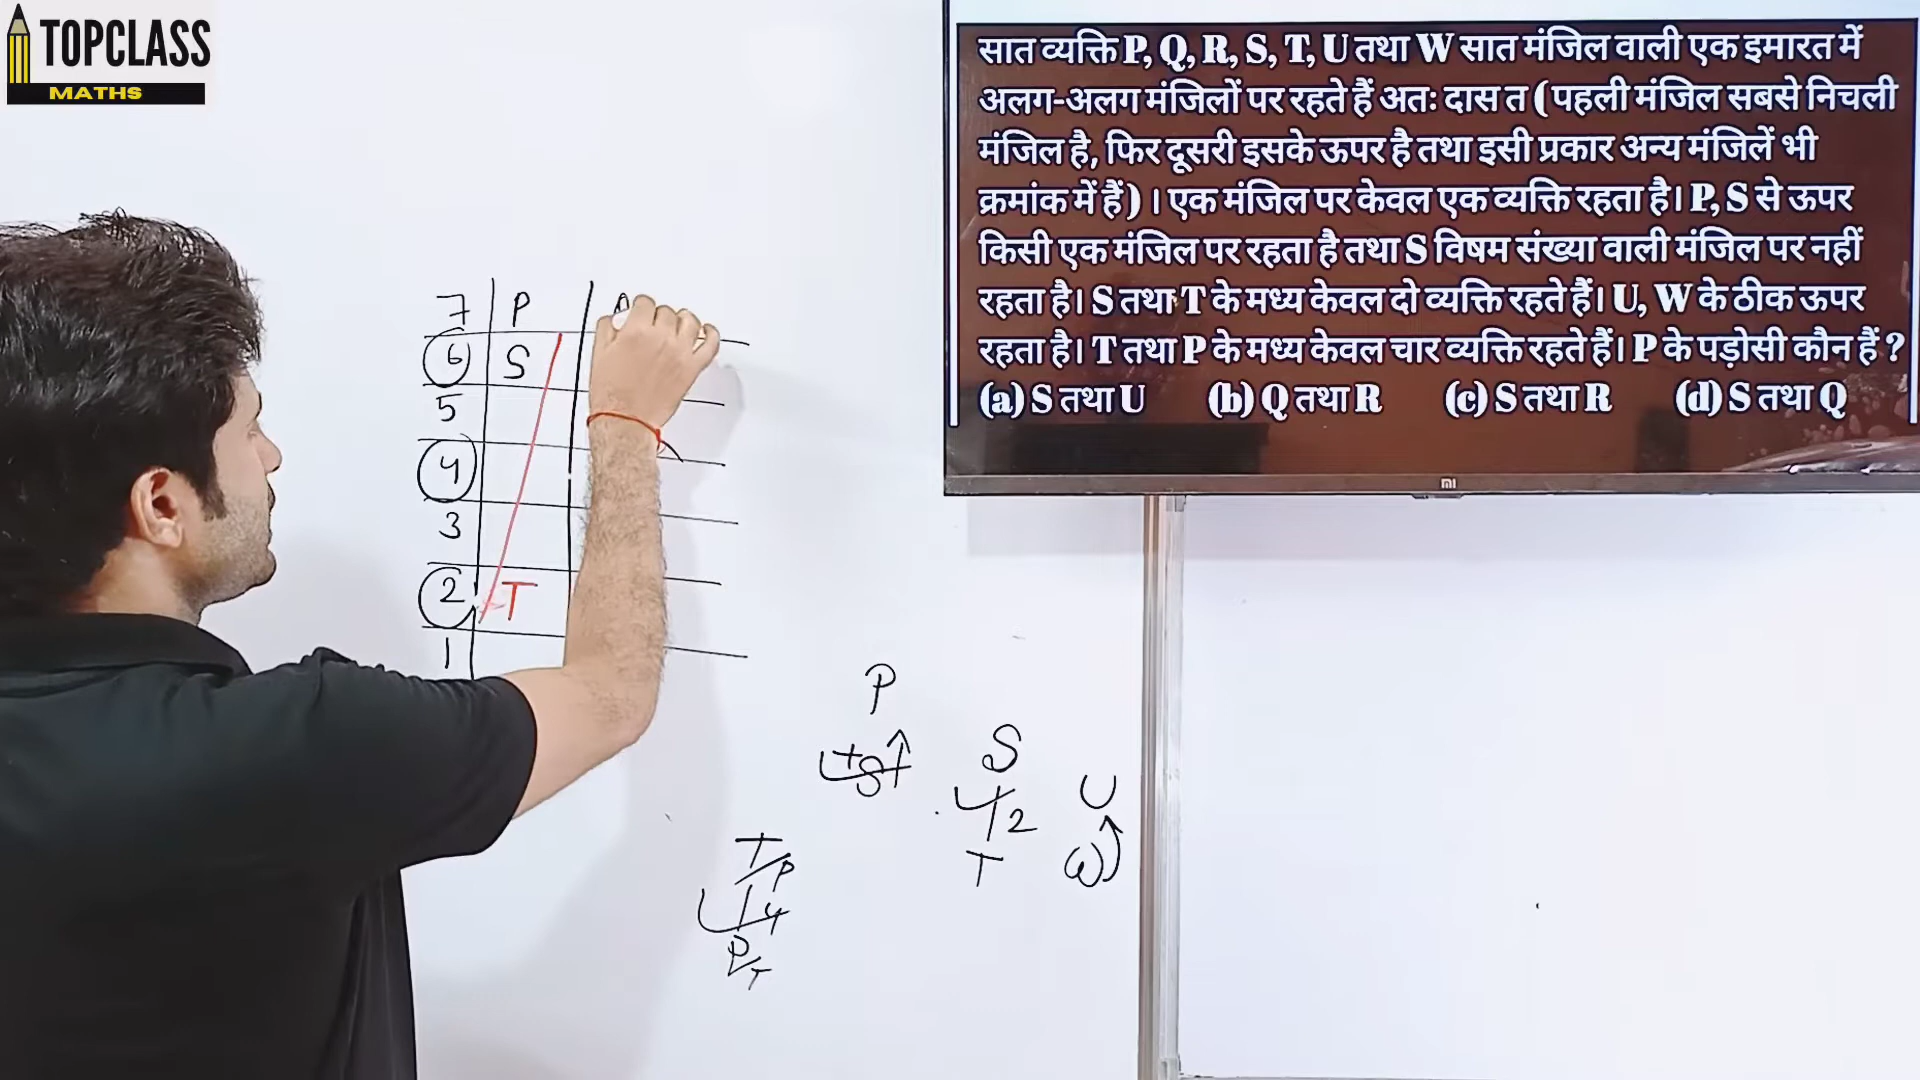 TOPCLASS
MATHS
सात व्यक्ति P, Q, R, S, T, U तथा W सात मंजिल वाली एक इमारत में
अलग-अलग मंजिलों पर रहते हैं अतः दास त ( पहली मंजिल सबसे निचली
मंजिल है, फिर दूसरी इसके ऊपर है तथा इसी प्रकार अन्य मंजिलें भी
क्रमांक में हैं) । एक मंजिल पर केवल एक व्यक्ति रहता है। P, S से ऊपर
किसी एक मंजिल पर रहता है तथा S विषम संख्या वाली मंजिल पर नहीं
रहता है। S तथा T के मध्य केवल दो व्यक्ति रहते हैं। U, W के ठीक ऊपर
रहता है। T तथा P के मध्य केवल चार व्यक्ति रहते हैं। P के पड़ोसी कौन हैं ?
(a) S तथा U (b) Q तथा R (c) S तथा R (d) S तथा Q
mi
7 P
6 S
5
4
3
2 T
1
P
S
S
2
T
U
W
T/P
4
P/T